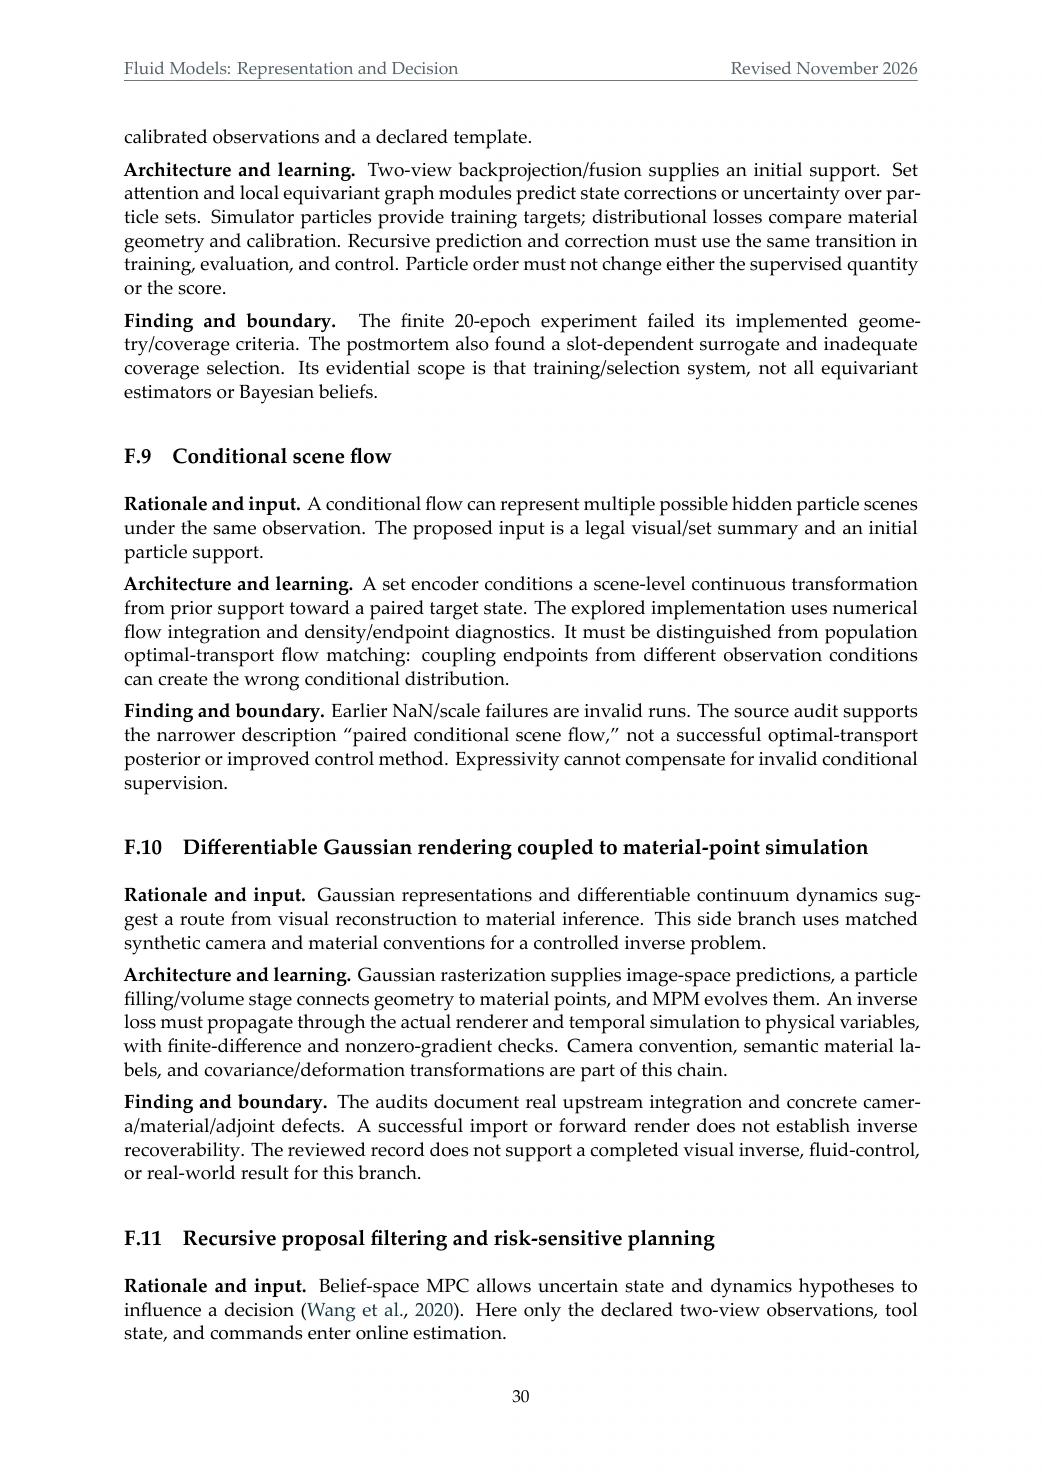 Fluid Models: Representation and Decision
Revised November 2026
calibrated observations and a declared template.
Architecture and learning. Two-view backprojection/fusion supplies an initial support. Set
attention and local equivariant graph modules predict state corrections or uncertainty over par-
ticle sets. Simulator particles provide training targets; distributional losses compare material
geometry and calibration. Recursive prediction and correction must use the same transition in
training, evaluation, and control. Particle order must not change either the supervised quantity
or the score.
Finding and boundary. The finite 20-epoch experiment failed its implemented geome-
try/coverage criteria. The postmortem also found a slot-dependent surrogate and inadequate
coverage selection. Its evidential scope is that training/selection system, not all equivariant
estimators or Bayesian beliefs.
F.9 Conditional scene flow
Rationale and input. A conditional flow can represent multiple possible hidden particle scenes
under the same observation. The proposed input is a legal visual/set summary and an initial
particle support.
Architecture and learning. A set encoder conditions a scene-level continuous transformation
from prior support toward a paired target state. The explored implementation uses numerical
flow integration and density/endpoint diagnostics. It must be distinguished from population
optimal-transport flow matching: coupling endpoints from different observation conditions
can create the wrong conditional distribution.
Finding and boundary. Earlier NaN/scale failures are invalid runs. The source audit supports
the narrower description “paired conditional scene flow,” not a successful optimal-transport
posterior or improved control method. Expressivity cannot compensate for invalid conditional
supervision.
F.10 Differentiable Gaussian rendering coupled to material-point simulation
Rationale and input. Gaussian representations and differentiable continuum dynamics sug-
gest a route from visual reconstruction to material inference. This side branch uses matched
synthetic camera and material conventions for a controlled inverse problem.
Architecture and learning. Gaussian rasterization supplies image-space predictions, a particle
filling/volume stage connects geometry to material points, and MPM evolves them. An inverse
loss must propagate through the actual renderer and temporal simulation to physical variables,
with finite-difference and nonzero-gradient checks. Camera convention, semantic material la-
bels, and covariance/deformation transformations are part of this chain.
Finding and boundary. The audits document real upstream integration and concrete camer-
a/material/adjoint defects. A successful import or forward render does not establish inverse
recoverability. The reviewed record does not support a completed visual inverse, fluid-control,
or real-world result for this branch.
F.11 Recursive proposal filtering and risk-sensitive planning
Rationale and input. Belief-space MPC allows uncertain state and dynamics hypotheses to
influence a decision (Wang et al., 2020). Here only the declared two-view observations, tool
state, and commands enter online estimation.
30